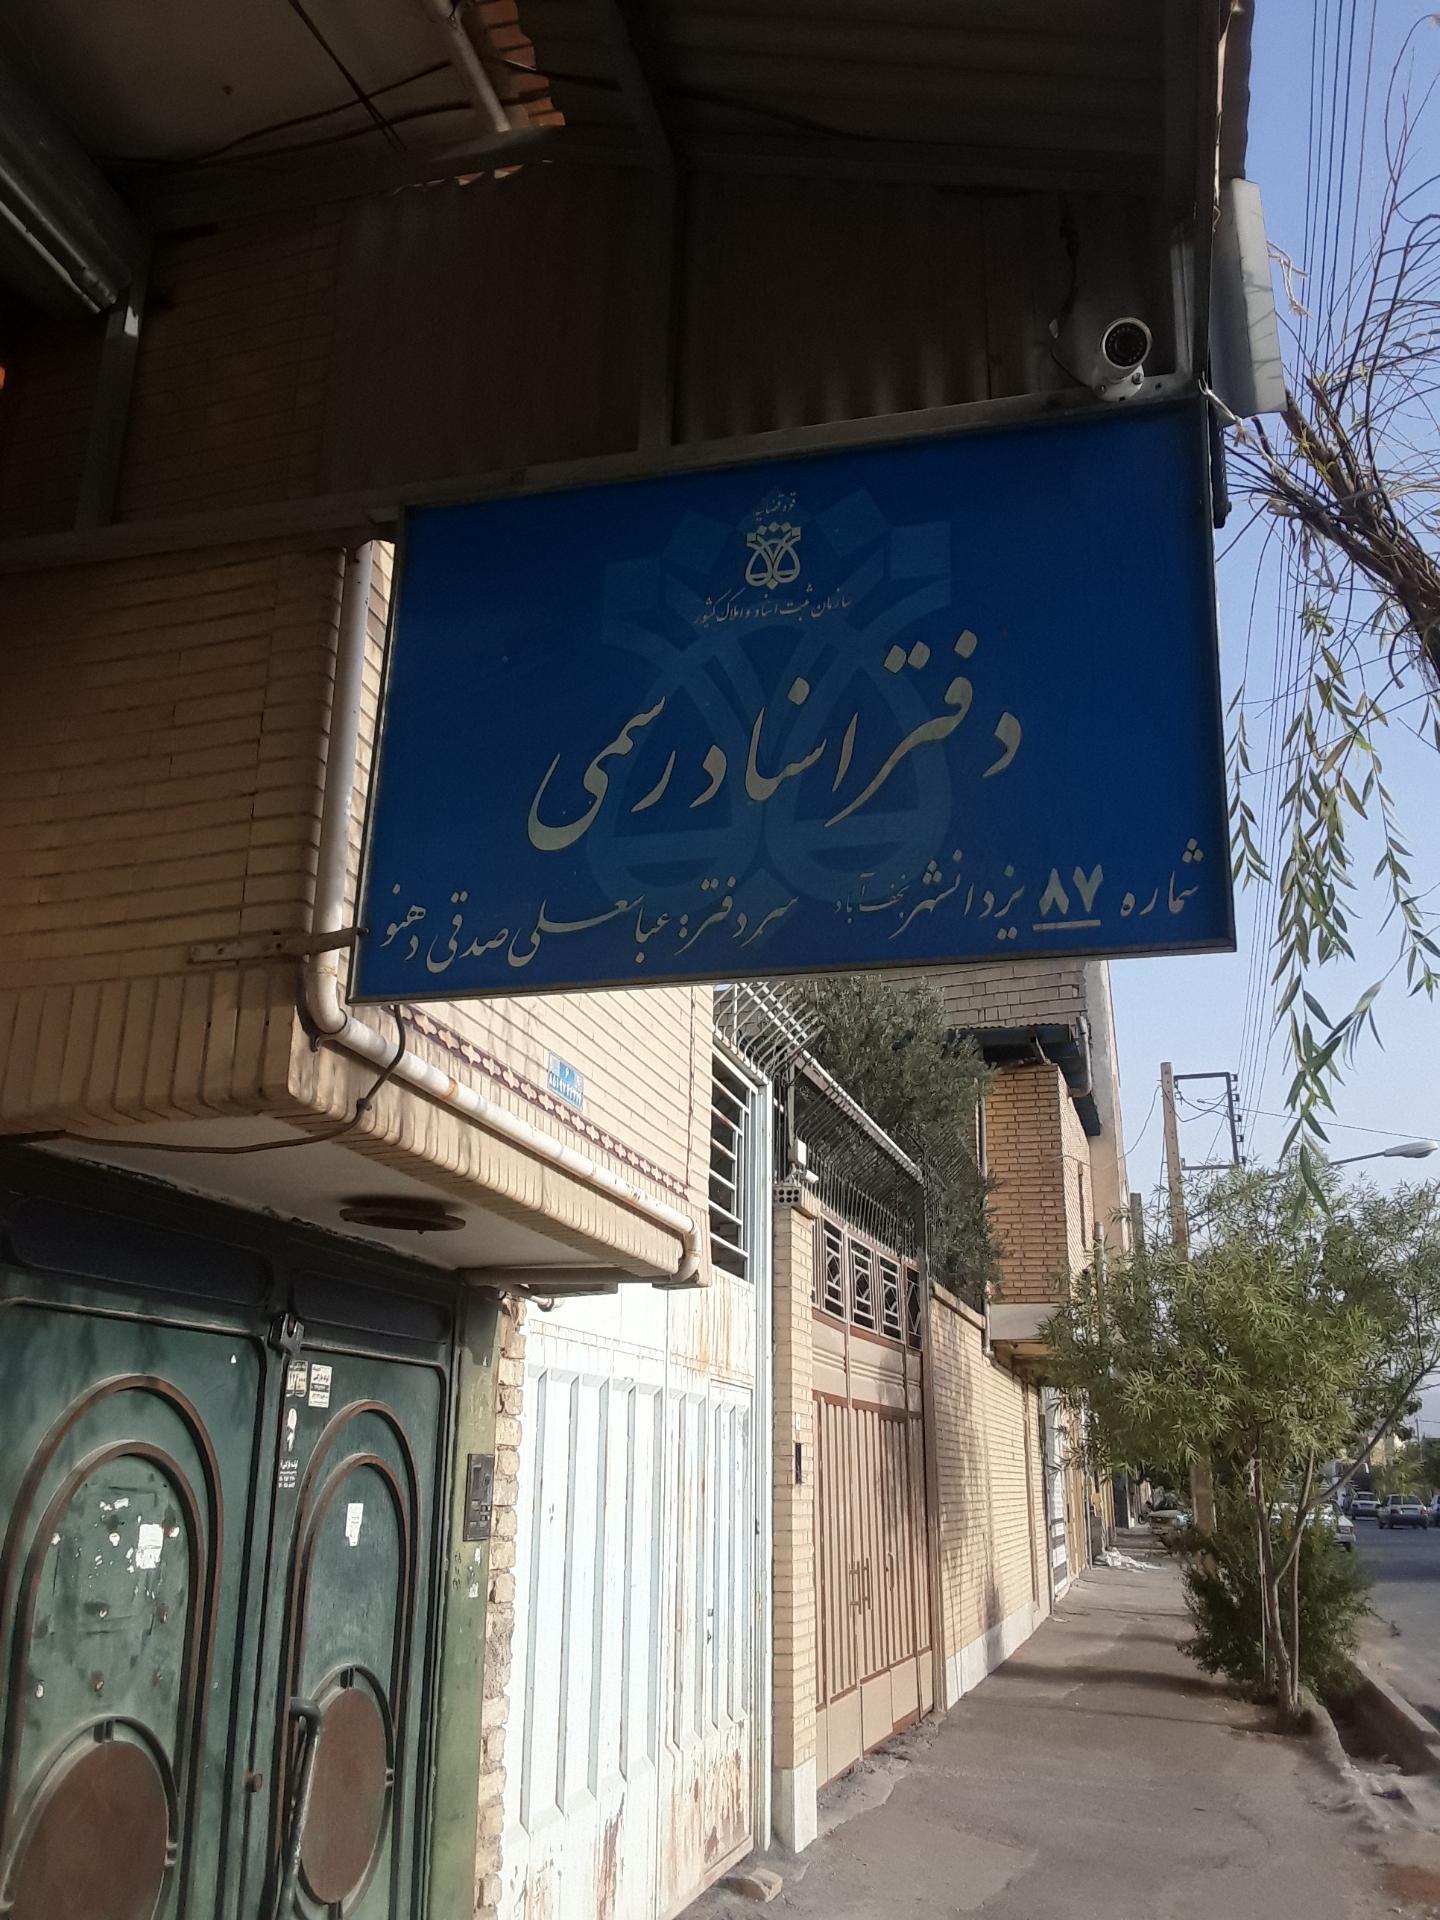 قوه قضاییه
سازمان ثبت اسناد و املاک کشور
دفتر اسناد رسمی
شماره ۸۷ یزدانشهر نجف آباد سردفتر: عباسعلی صدقی دهنو